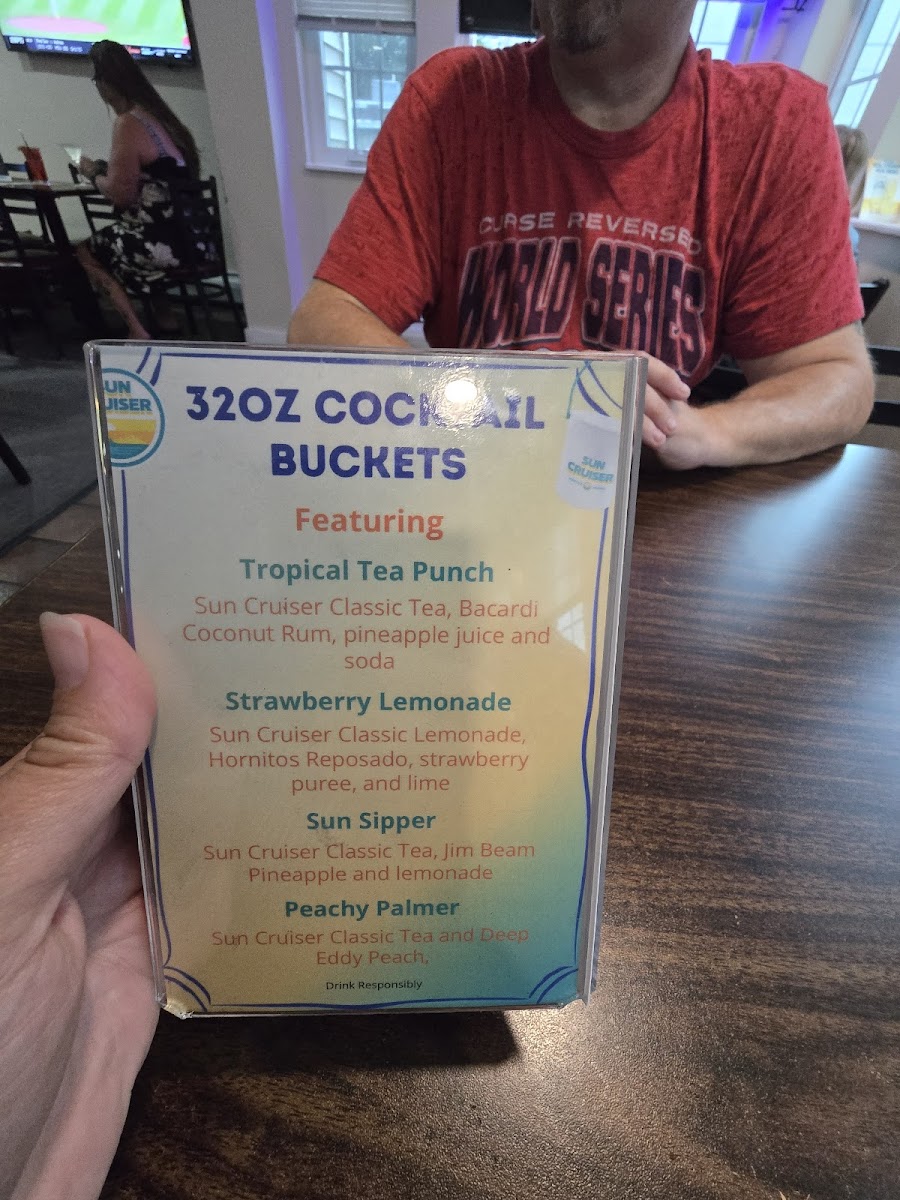 CURSE REVERSED
WORLD SERIES
SUN
CRUISER
32OZ COCKTAIL
BUCKETS
SUN
CRUISER
Featuring
Tropical Tea Punch
Sun Cruiser Classic Tea, Bacardi
Coconut Rum, pineapple juice and
soda
Strawberry Lemonade
Sun Cruiser Classic Lemonade,
Hornitos Reposado, strawberry
puree, and lime
Sun Sipper
Sun Cruiser Classic Tea, Jim Beam
Pineapple and lemonade
Peachy Palmer
Sun Cruiser Classic Tea and Deep
Eddy Peach,
Drink Responsibly